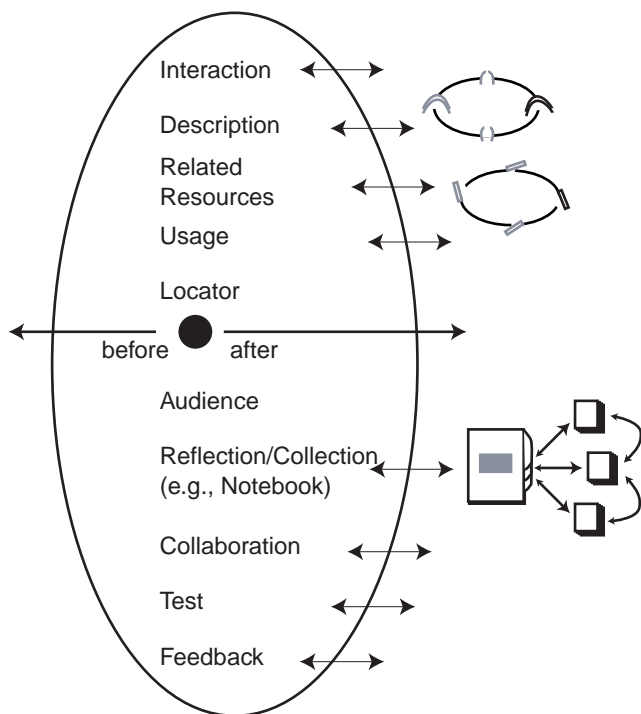 Interaction
Description
Related
Resources
Usage
Locator
before after
Audience
Reflection/Collection
(e.g., Notebook)
Collaboration
Test
Feedback